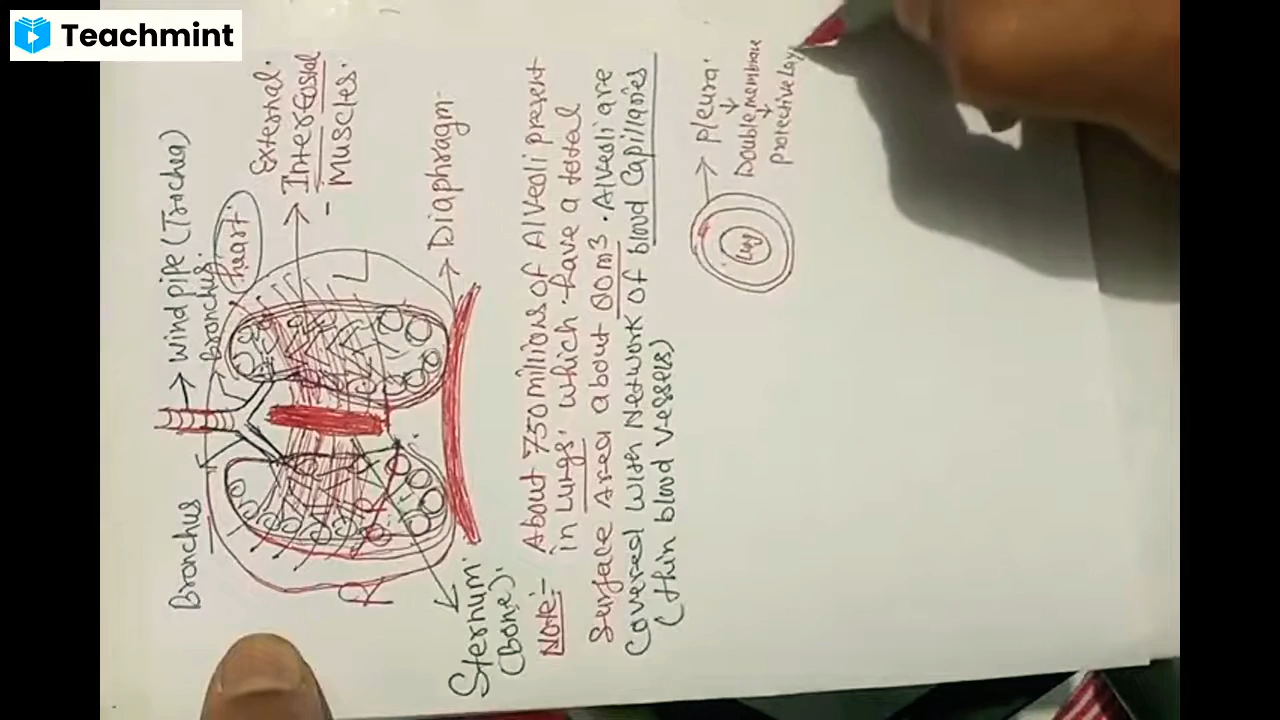 Teachmint
Wind pipe (Trachea)
Bronchus
bronchus.
heart
External.
Intercostal
- Muscles.
L
R
Diaphragm.
Sternum.
(Bone).
Note:- About 750 millions of Alveoli present
in Lungs. which have a total
Surface Area about 80m3. Alveoli are
Covered with Network of blood Capillaries
(thin blood vessels)
Pleura.
Double membrane
protective lay